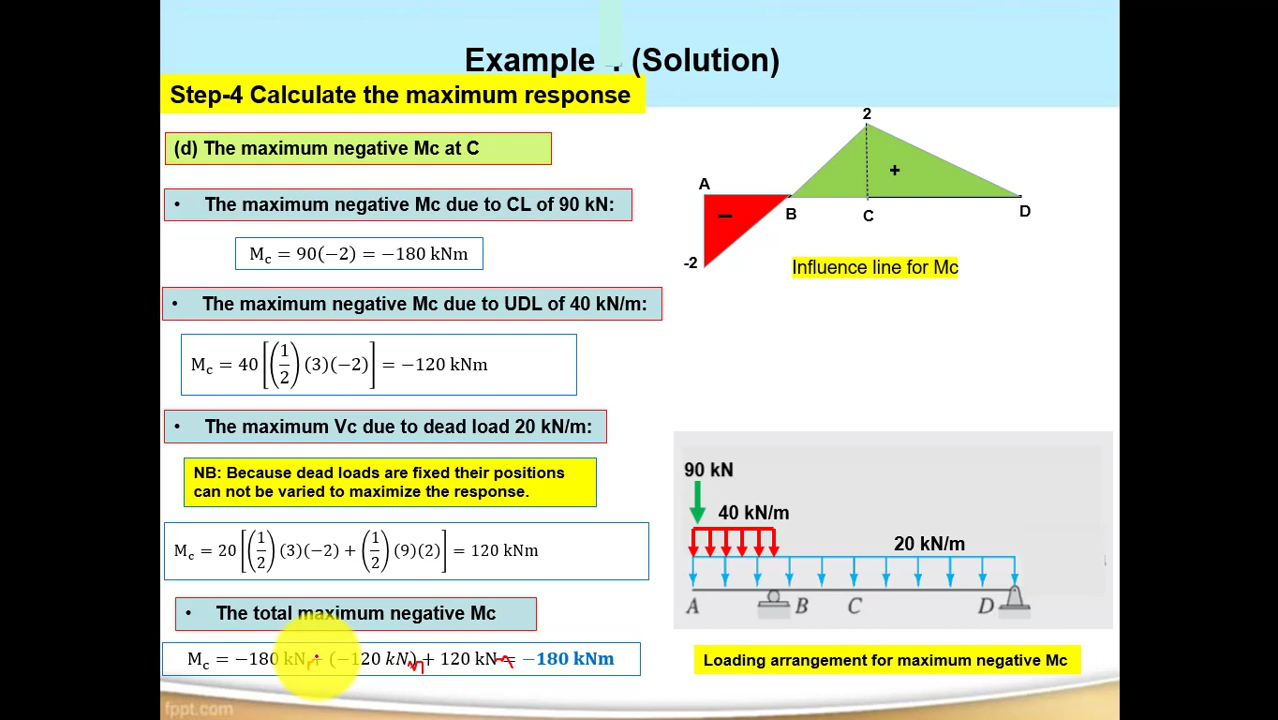 Example (Solution)
Step-4 Calculate the maximum response
(d) The maximum negative Mc at C
• The maximum negative Mc due to CL of 90 kN:
M_c = 90(−2) = −180 kNm
• The maximum negative Mc due to UDL of 40 kN/m:
M_c = 40[(1/2)(3)(−2)] = −120 kNm
• The maximum Vc due to dead load 20 kN/m:
NB: Because dead loads are fixed their positions
can not be varied to maximize the response.
M_c = 20[(1/2)(3)(−2) + (1/2)(9)(2)] = 120 kNm
• The total maximum negative Mc
M_c = −180 kN + (−120 kN) + 120 kN = −180 kNm
2
A
+
−
B
C
D
-2
Influence line for Mc
90 kN
40 kN/m
20 kN/m
A B C D
Loading arrangement for maximum negative Mc
fppt.com